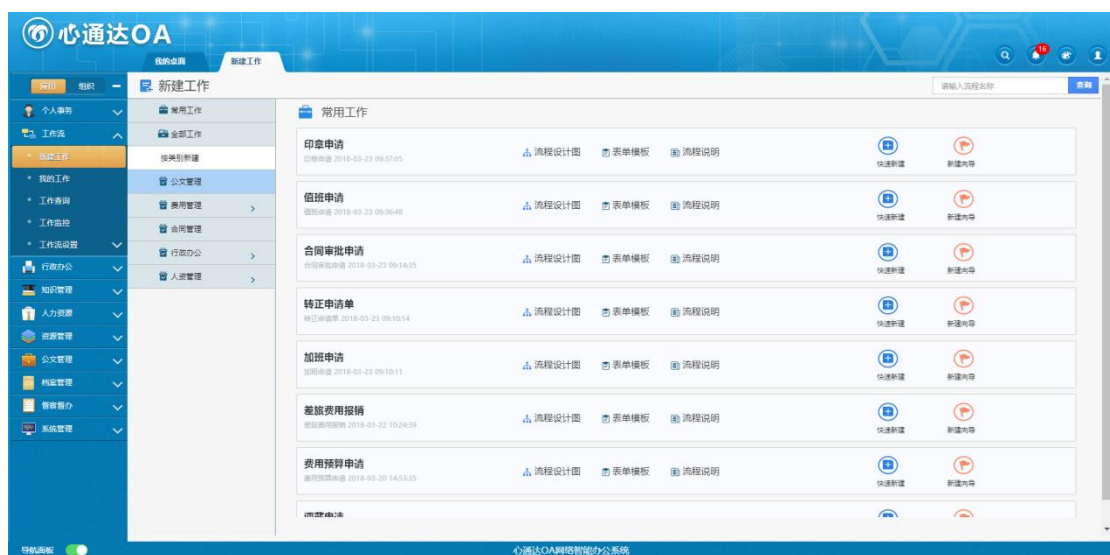 心通达OA
我的桌面 新建工作
16
应用 组织
新建工作
请输入流程名称 查询
个人事务
工作流
新建工作
我的工作
工作查询
工作监控
工作流设置
行政办公
知识管理
人力资源
资源管理
公文管理
档案管理
督查督办
系统管理
常用工作
全部工作
按类别新建
公文管理
费用管理
合同管理
行政办公
人资管理
常用工作
印章申请
印章申请 2018-03-23 09:37:05
流程设计图 表单模板 流程说明
快速新建 新建向导
值班申请
值班申请 2018-03-23 09:36:48
流程设计图 表单模板 流程说明
快速新建 新建向导
合同审批申请
合同审批申请 2018-03-23 09:14:35
流程设计图 表单模板 流程说明
快速新建 新建向导
转正申请单
转正申请单 2018-03-23 09:10:14
流程设计图 表单模板 流程说明
快速新建 新建向导
加班申请
加班申请 2018-03-23 09:10:11
流程设计图 表单模板 流程说明
快速新建 新建向导
差旅费用报销
差旅费用报销 2018-03-22 10:24:39
流程设计图 表单模板 流程说明
快速新建 新建向导
费用预算申请
费用预算申请 2018-03-20 14:53:35
流程设计图 表单模板 流程说明
快速新建 新建向导
调薪申请
导航面板
心通达OA网络智能办公系统